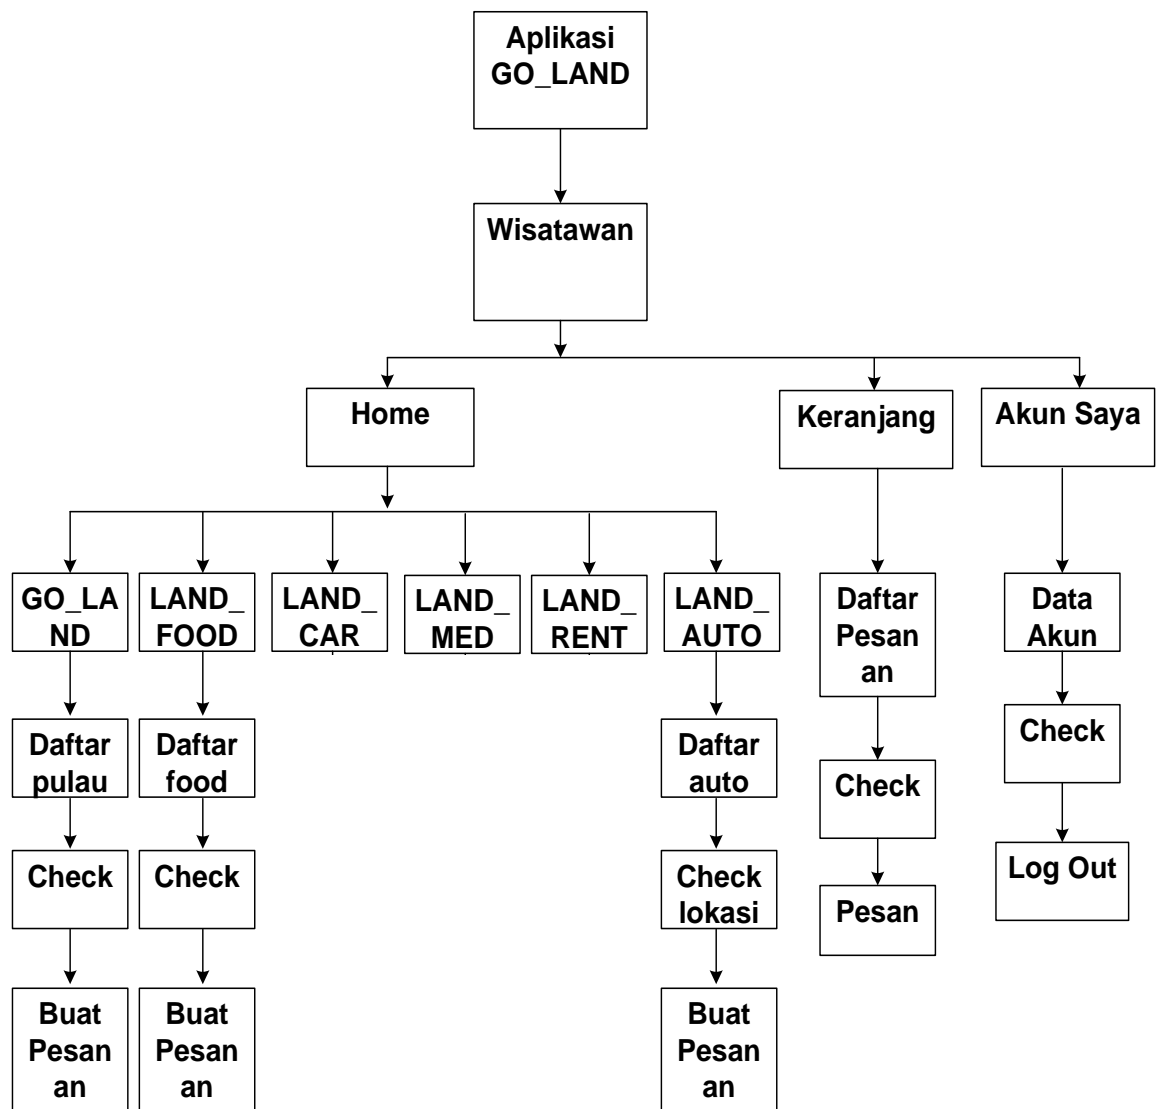 Aplikasi
GO_LAND
Wisatawan
Home
Keranjang
Akun Saya
GO_LA
ND
LAND_
FOOD
LAND_
CAR
LAND_
MED
LAND_
RENT
LAND_
AUTO
Daftar
Pesan
an
Data
Akun
Daftar
pulau
Daftar
food
Daftar
auto
Check
Check
Check
Check
Check
lokasi
Pesan
Log Out
Buat
Pesan
an
Buat
Pesan
an
Buat
Pesan
an